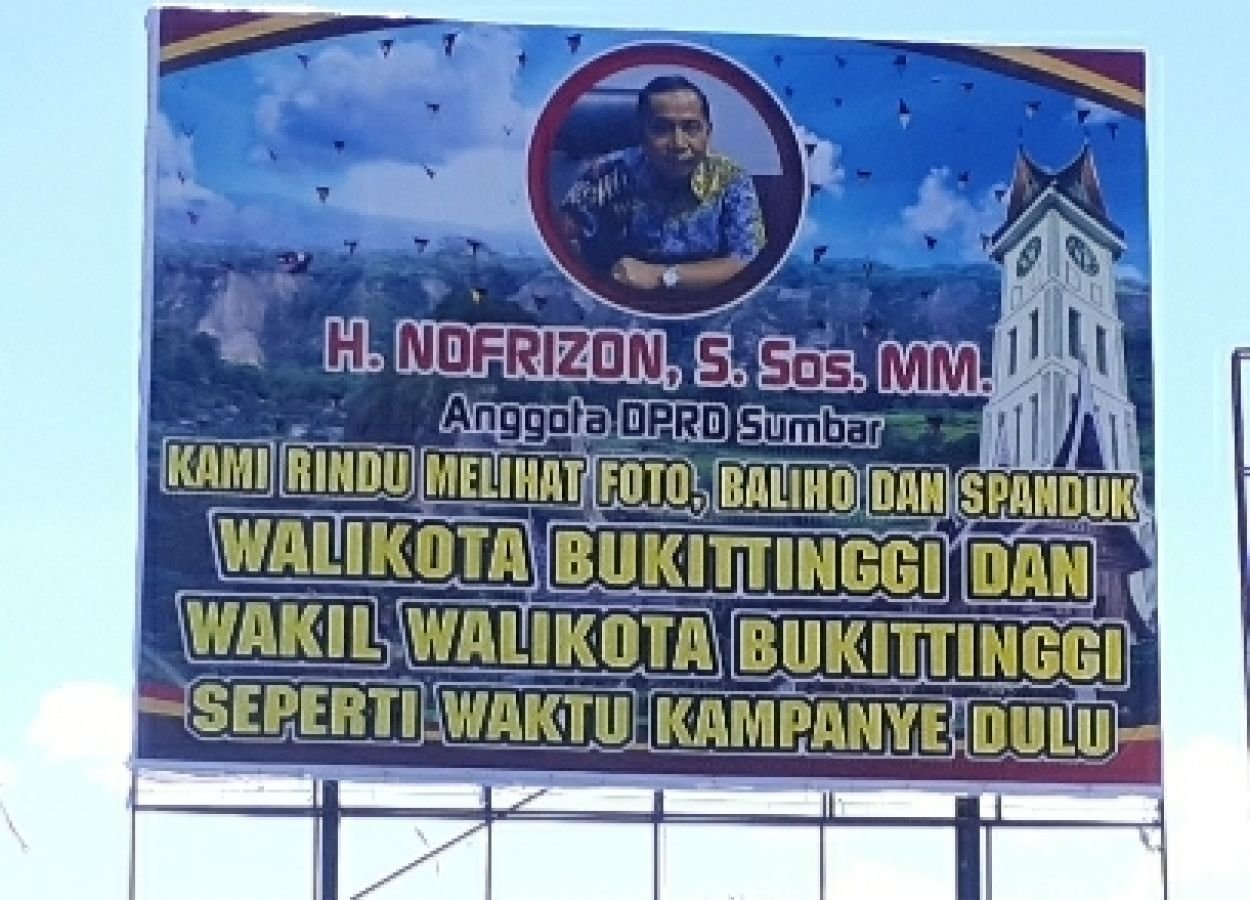 H. NOFRIZON, S. Sos. MM.
Anggota DPRD Sumbar
KAMI RINDU MELIHAT FOTO, BALIHO DAN SPANDUK
WALIKOTA BUKITTINGGI DAN
WAKIL WALIKOTA BUKITTINGGI
SEPERTI WAKTU KAMPANYE DULU